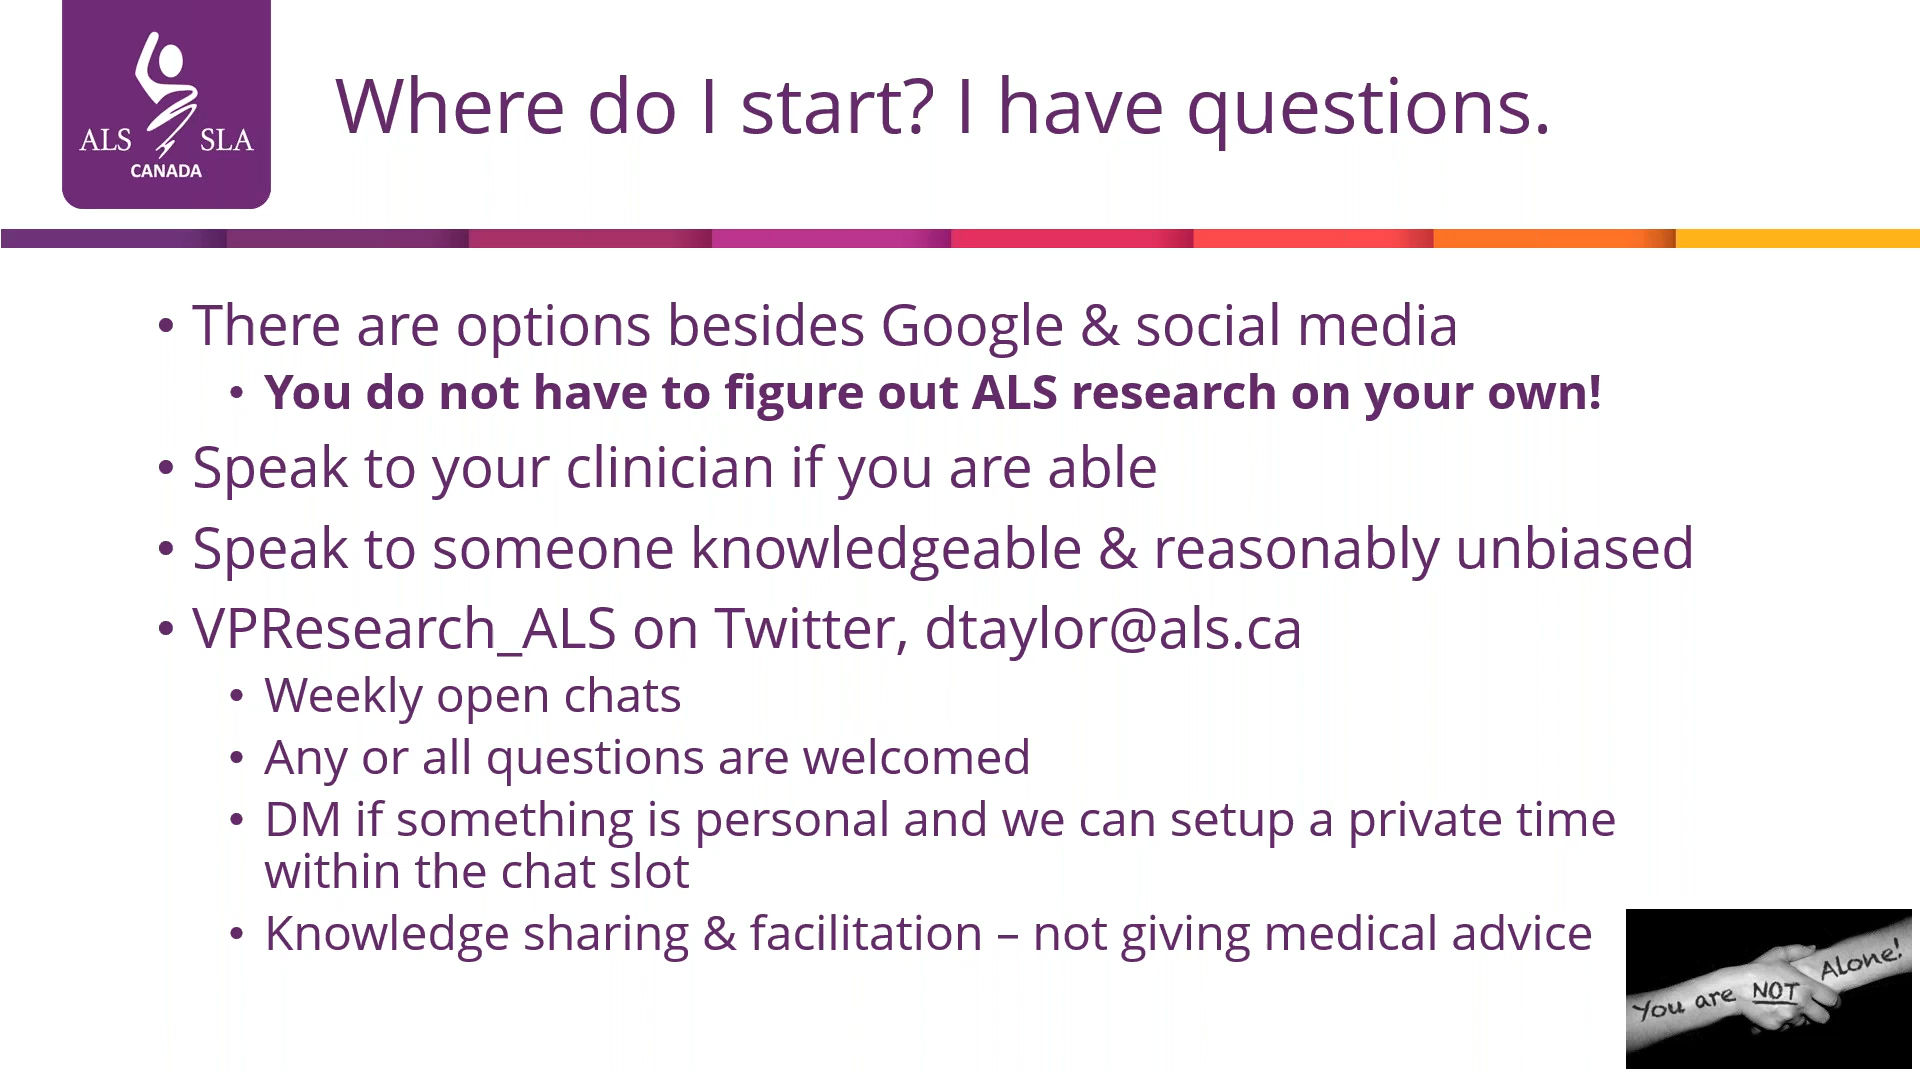 ALS SLA
CANADA
Where do I start? I have questions.
• There are options besides Google & social media
• You do not have to figure out ALS research on your own!
• Speak to your clinician if you are able
• Speak to someone knowledgeable & reasonably unbiased
• VPResearch_ALS on Twitter, dtaylor@als.ca
• Weekly open chats
• Any or all questions are welcomed
• DM if something is personal and we can setup a private time
within the chat slot
• Knowledge sharing & facilitation – not giving medical advice
You are NOT Alone!